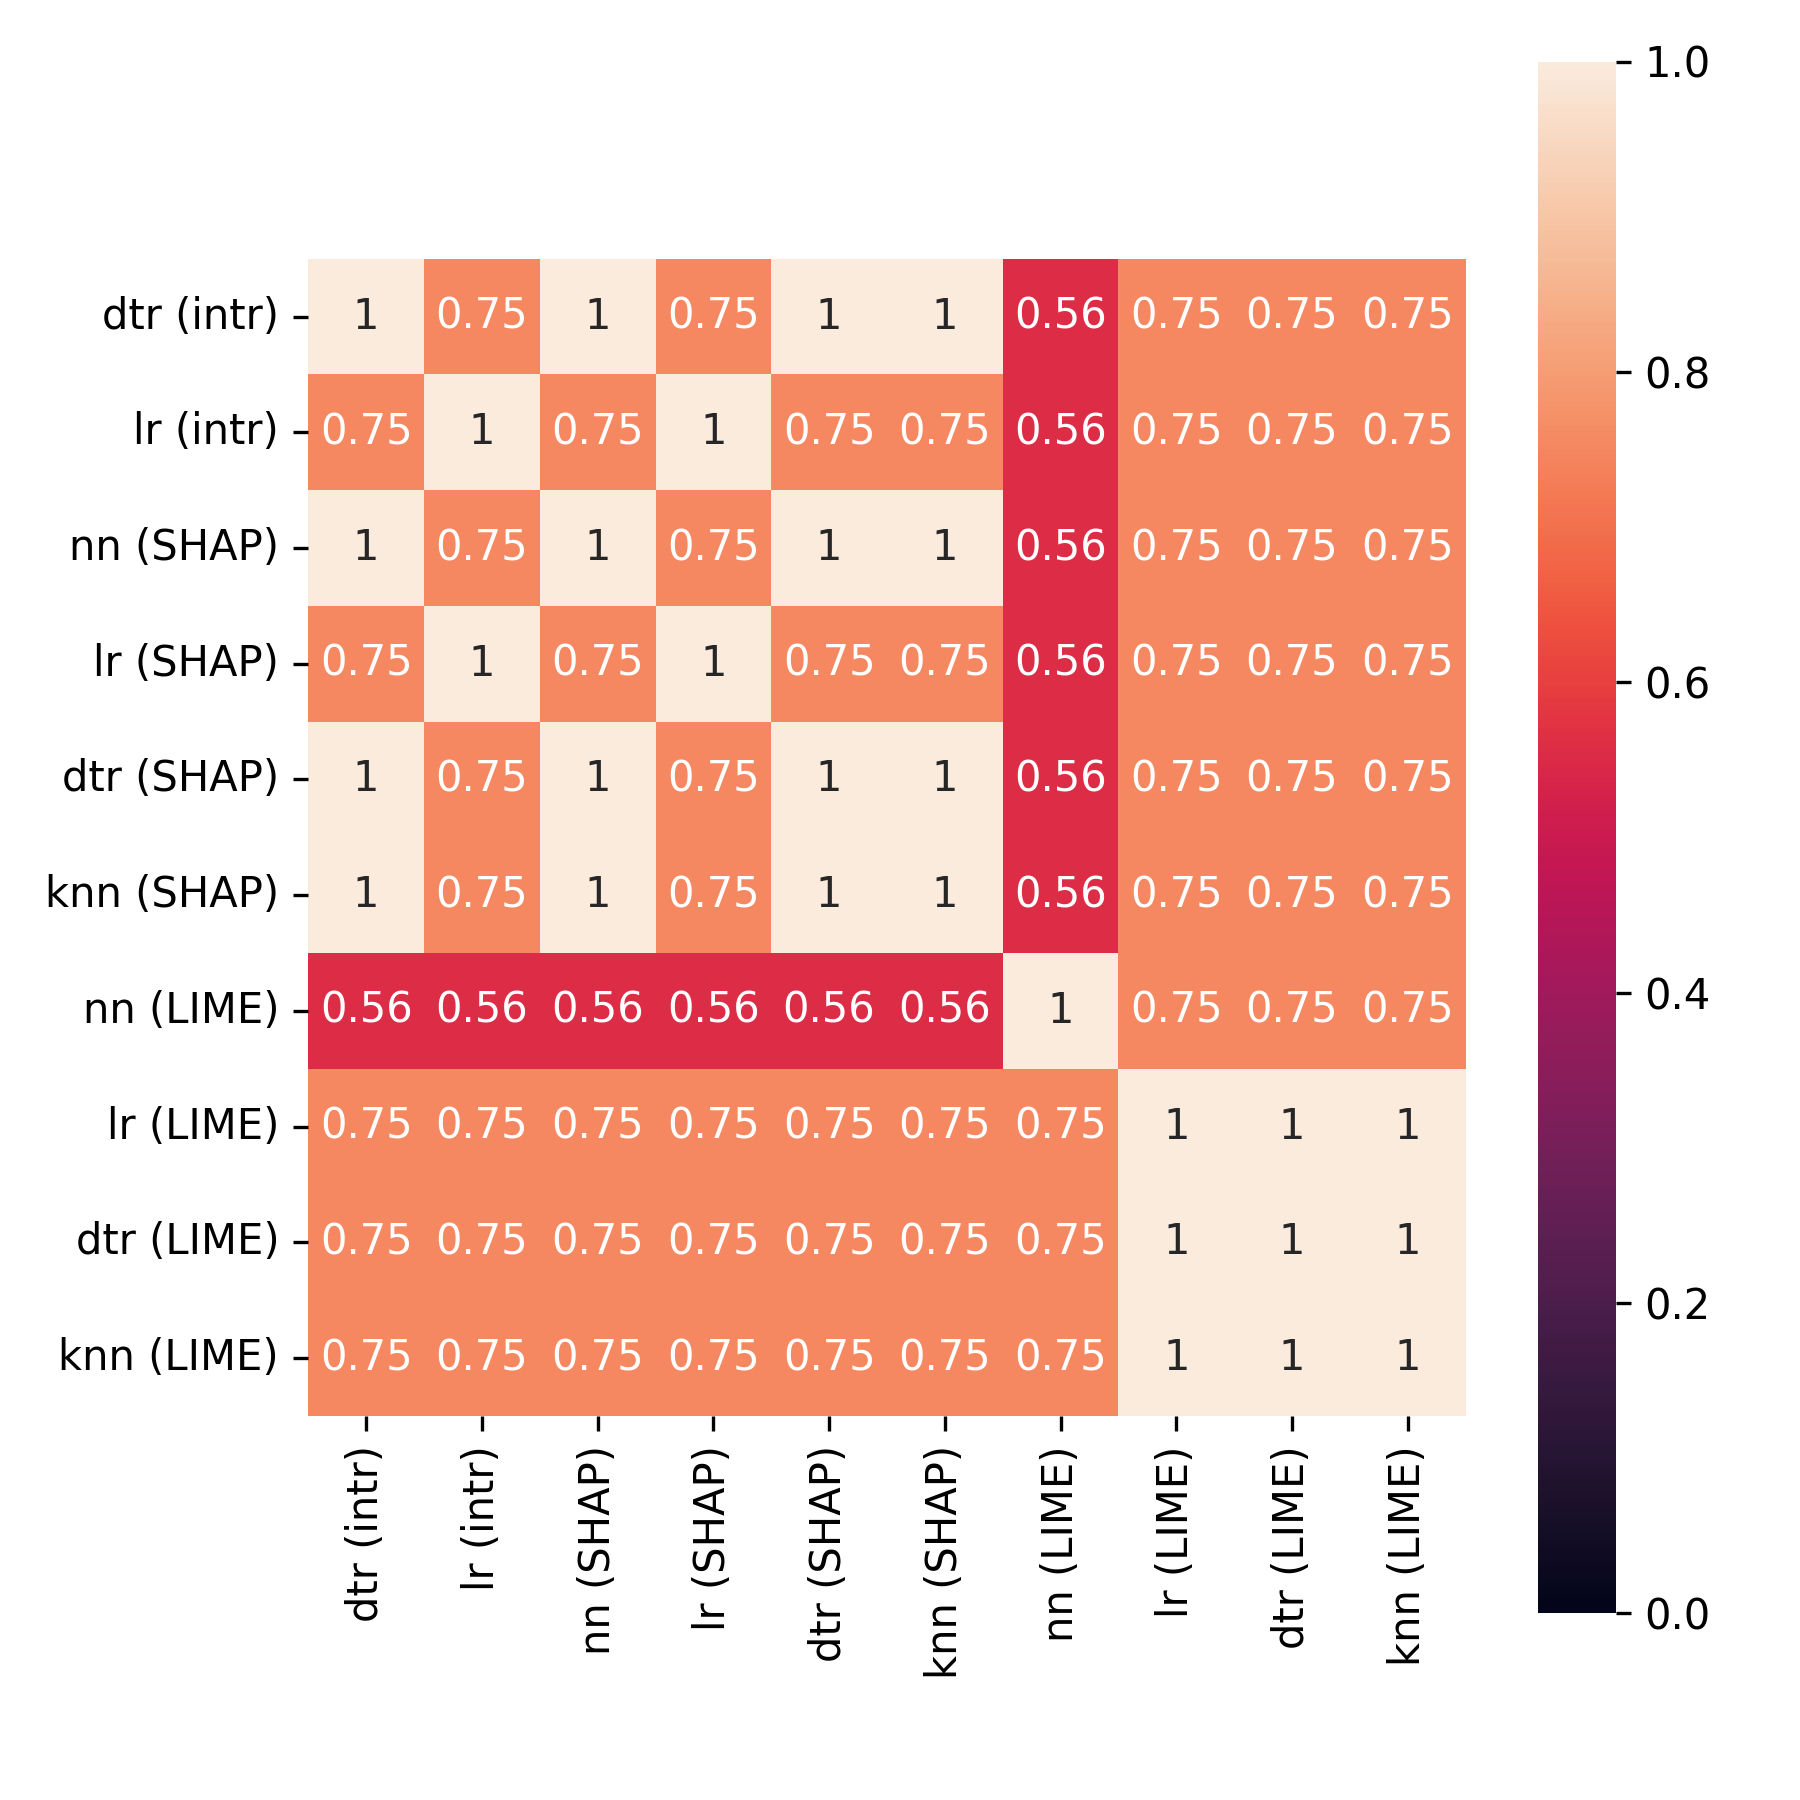 1.0
dtr (intr) 1 0.75 1 0.75 1 1 0.56 0.75 0.75 0.75
0.8
lr (intr) 0.75 1 0.75 1 0.75 0.75 0.56 0.75 0.75 0.75
nn (SHAP) 1 0.75 1 0.75 1 1 0.56 0.75 0.75 0.75
lr (SHAP) 0.75 1 0.75 1 0.75 0.75 0.56 0.75 0.75 0.75
0.6
dtr (SHAP) 1 0.75 1 0.75 1 1 0.56 0.75 0.75 0.75
knn (SHAP) 1 0.75 1 0.75 1 1 0.56 0.75 0.75 0.75
0.4
nn (LIME) 0.56 0.56 0.56 0.56 0.56 0.56 1 0.75 0.75 0.75
lr (LIME) 0.75 0.75 0.75 0.75 0.75 0.75 0.75 1 1 1
dtr (LIME) 0.75 0.75 0.75 0.75 0.75 0.75 0.75 1 1 1
0.2
knn (LIME) 0.75 0.75 0.75 0.75 0.75 0.75 0.75 1 1 1
0.0
dtr (intr)
lr (intr)
nn (SHAP)
lr (SHAP)
dtr (SHAP)
knn (SHAP)
nn (LIME)
lr (LIME)
dtr (LIME)
knn (LIME)